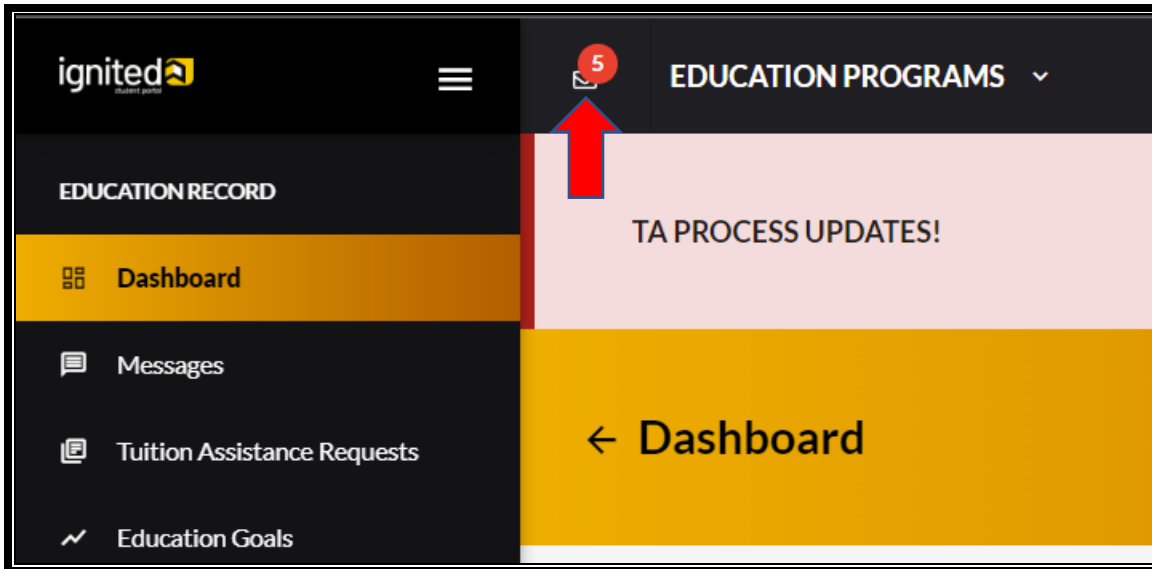 ignited
student portal
5
EDUCATION PROGRAMS
EDUCATION RECORD
TA PROCESS UPDATES!
Dashboard
Messages
Tuition Assistance Requests
Education Goals
Dashboard